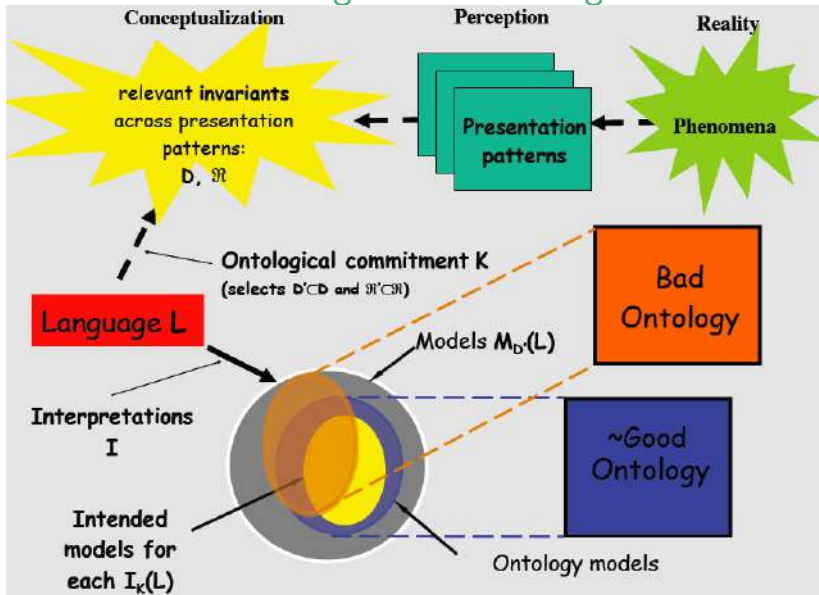 Conceptualization
Perception
Reality
relevant invariants
across presentation
patterns:
D, ℜ
Presentation
patterns
Phenomena
Ontological commitment K
(selects D'⊂D and ℜ'⊂ℜ)
Language L
Bad
Ontology
Models M_D'(L)
Interpretations
I
~Good
Ontology
Intended
models for
each I_K(L)
Ontology models